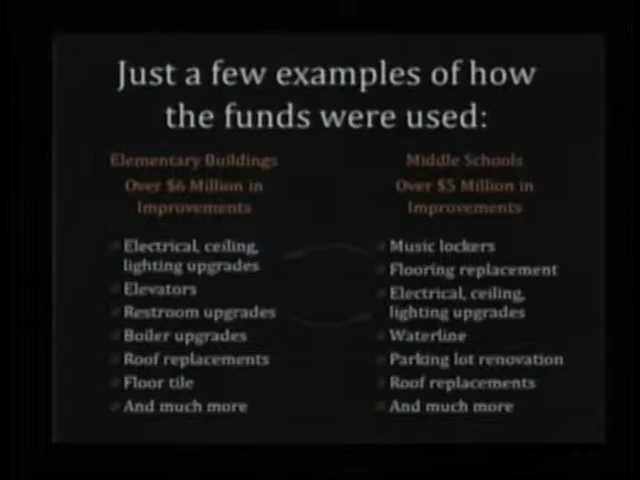 Just a few examples of how
the funds were used:
Elementary Buildings
Over $6 Million in
Improvements
Electrical, ceiling,
lighting upgrades
Elevators
Restroom upgrades
Boiler upgrades
Roof replacements
Floor tile
And much more
Middle Schools
Over $5 Million in
Improvements
Music lockers
Flooring replacement
Electrical, ceiling,
lighting upgrades
Waterline
Parking lot renovation
Roof replacements
And much more